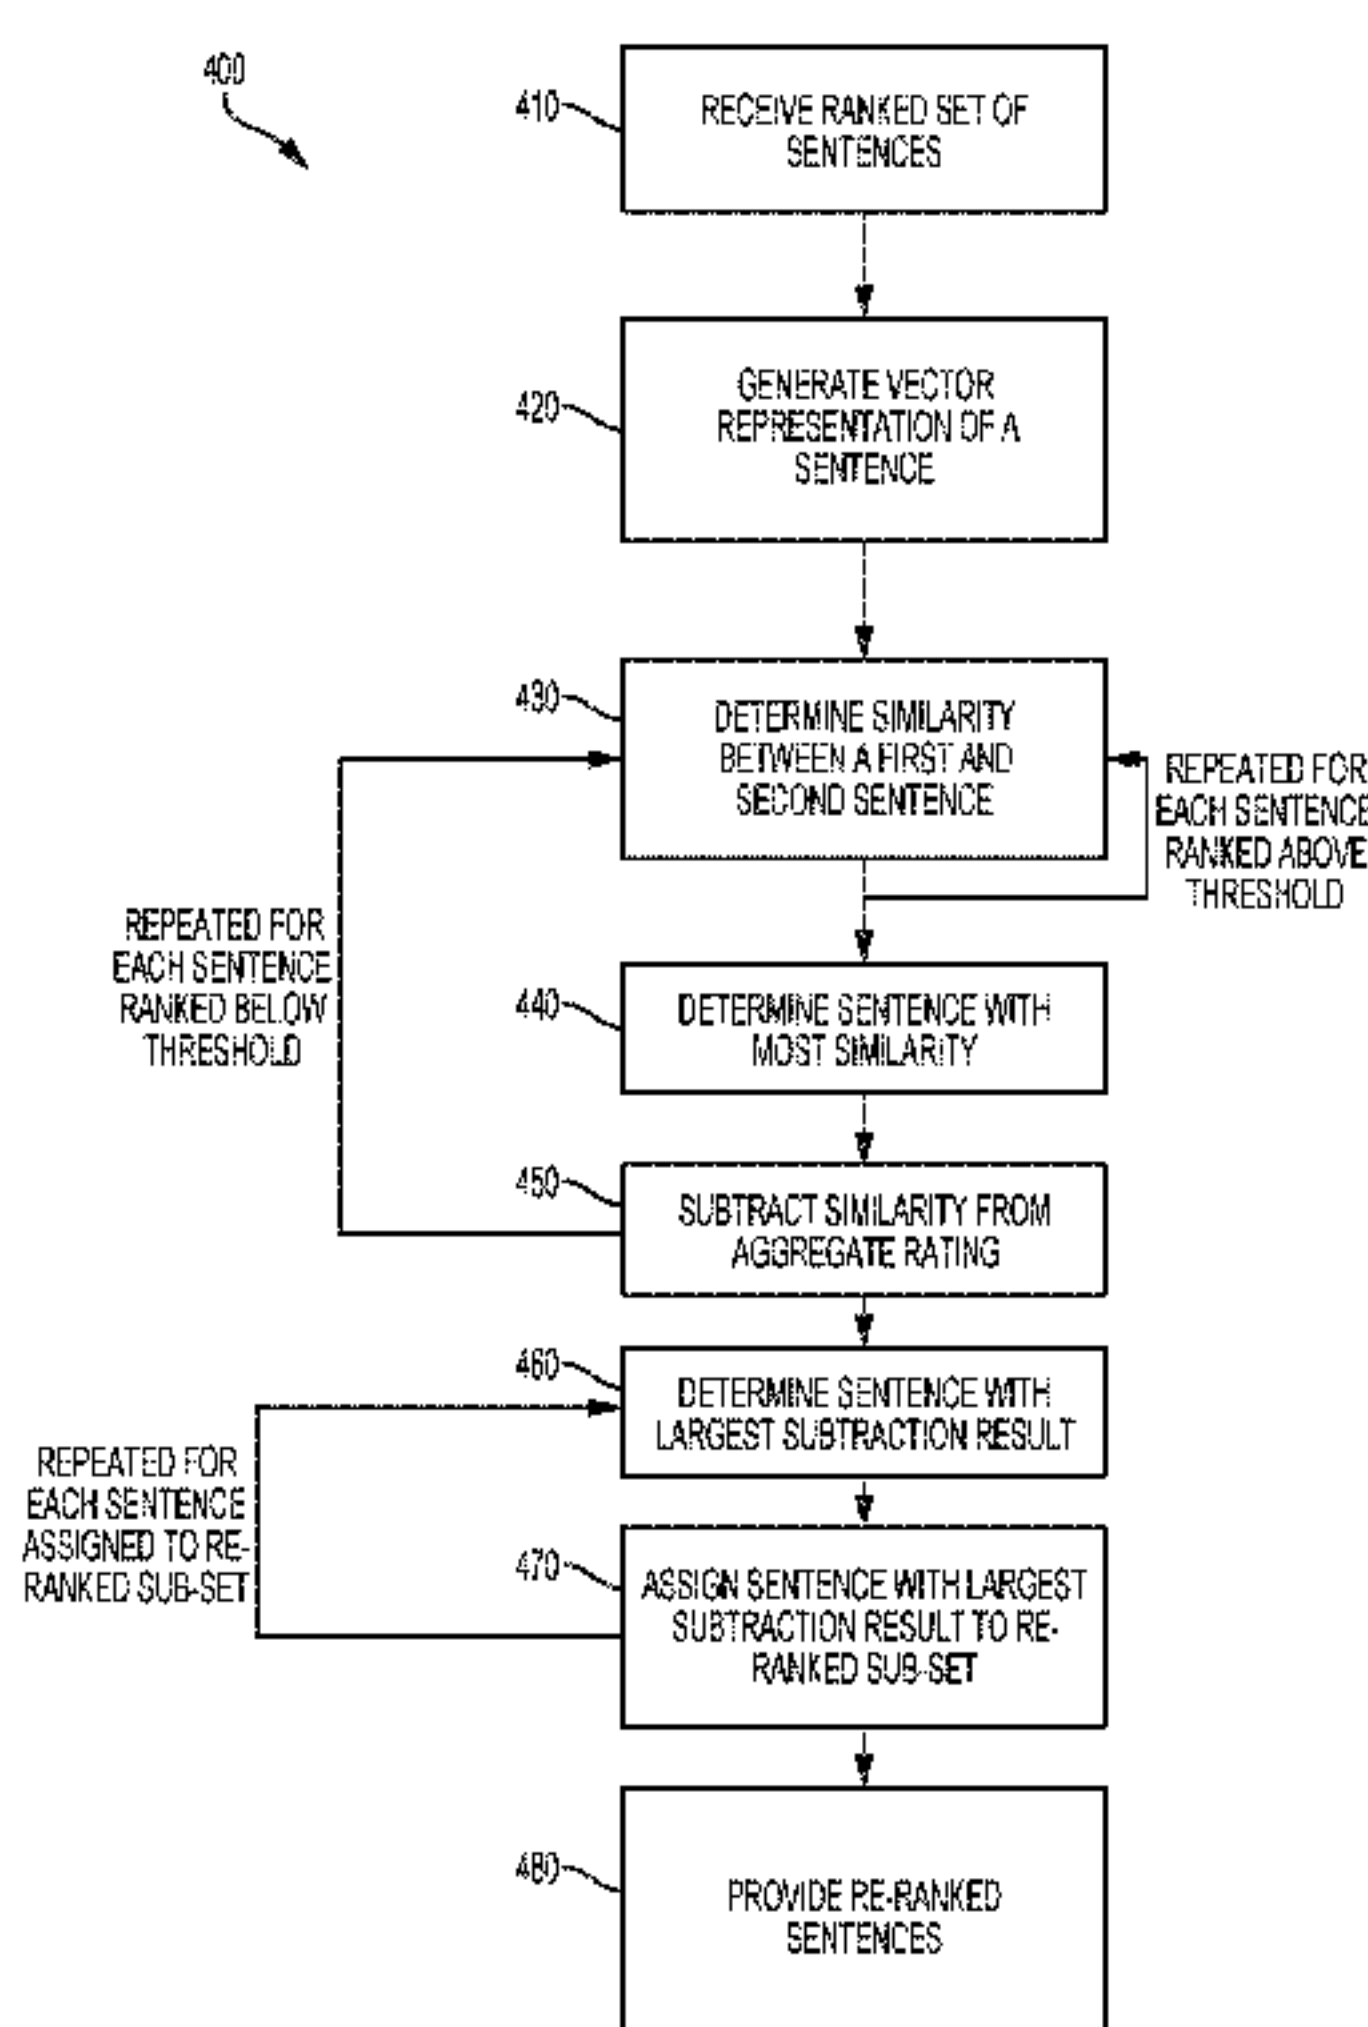 400
410
RECEIVE RANKED SET OF
SENTENCES
420
GENERATE VECTOR
REPRESENTATION OF A
SENTENCE
430
DETERMINE SIMILARITY
BETWEEN A FIRST AND
SECOND SENTENCE
REPEATED FOR
EACH SENTENCE
RANKED ABOVE
THRESHOLD
REPEATED FOR
EACH SENTENCE
RANKED BELOW
THRESHOLD
440
DETERMINE SENTENCE WITH
MOST SIMILARITY
450
SUBTRACT SIMILARITY FROM
AGGREGATE RATING
460
DETERMINE SENTENCE WITH
LARGEST SUBTRACTION RESULT
REPEATED FOR
EACH SENTENCE
ASSIGNED TO RE-
RANKED SUB-SET
470
ASSIGN SENTENCE WITH LARGEST
SUBTRACTION RESULT TO RE-
RANKED SUB-SET
480
PROVIDE RE-RANKED
SENTENCES